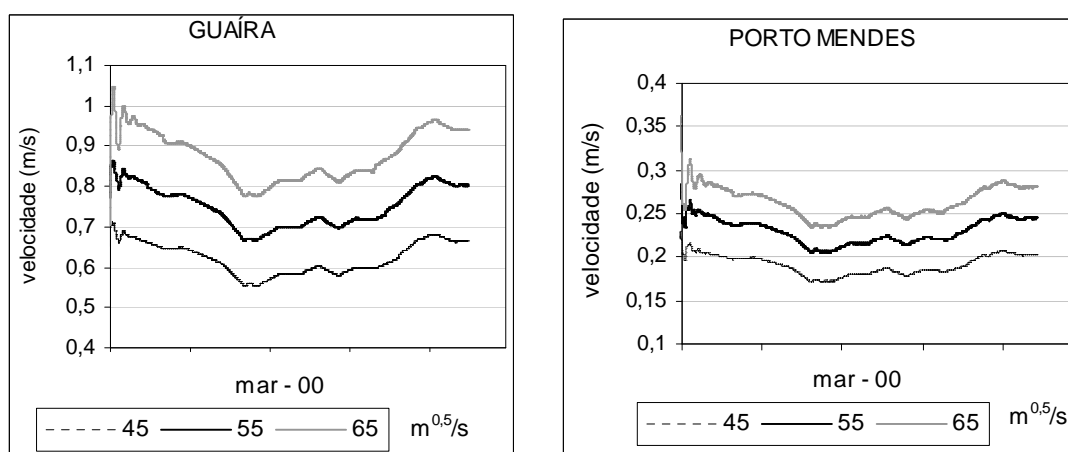 GUAÍRA
1,1
1
0,9
0,8
0,7
0,6
0,5
0,4
velocidade (m/s)
mar - 00
45 55 65 m^0,5/s
PORTO MENDES
0,4
0,35
0,3
0,25
0,2
0,15
0,1
velocidade (m/s)
mar - 00
45 55 65 m^0,5/s